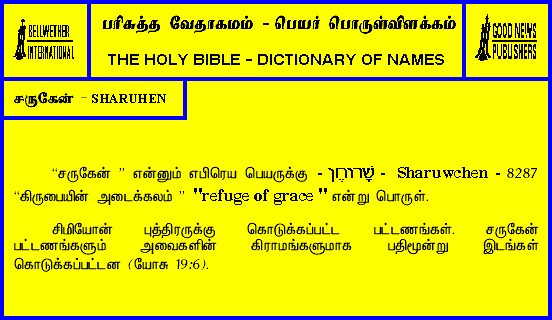 BELLWETHER
INTERNATIONAL
பரிசுத்த வேதாகமம் - பெயர் பொருள்விளக்கம்
THE HOLY BIBLE - DICTIONARY OF NAMES
GOOD NEWS
PUBLISHERS
சருகேன் - SHARUHEN
“சருகேன் ” என்னும் எபிரெய பெயருக்கு - שָׁרוּחֶן - Sharuwchen - 8287
“கிருபையின் அடைக்கலம் ” "refuge of grace " என்று பொருள்.
சிமியோன் புத்திரருக்கு கொடுக்கப்பட்ட பட்டணங்கள். சருகேன்
பட்டணங்களும் அவைகளின் கிராமங்களுமாக பதிமூன்று இடங்கள்
கொடுக்கப்பட்டன (யோசு 19:6).